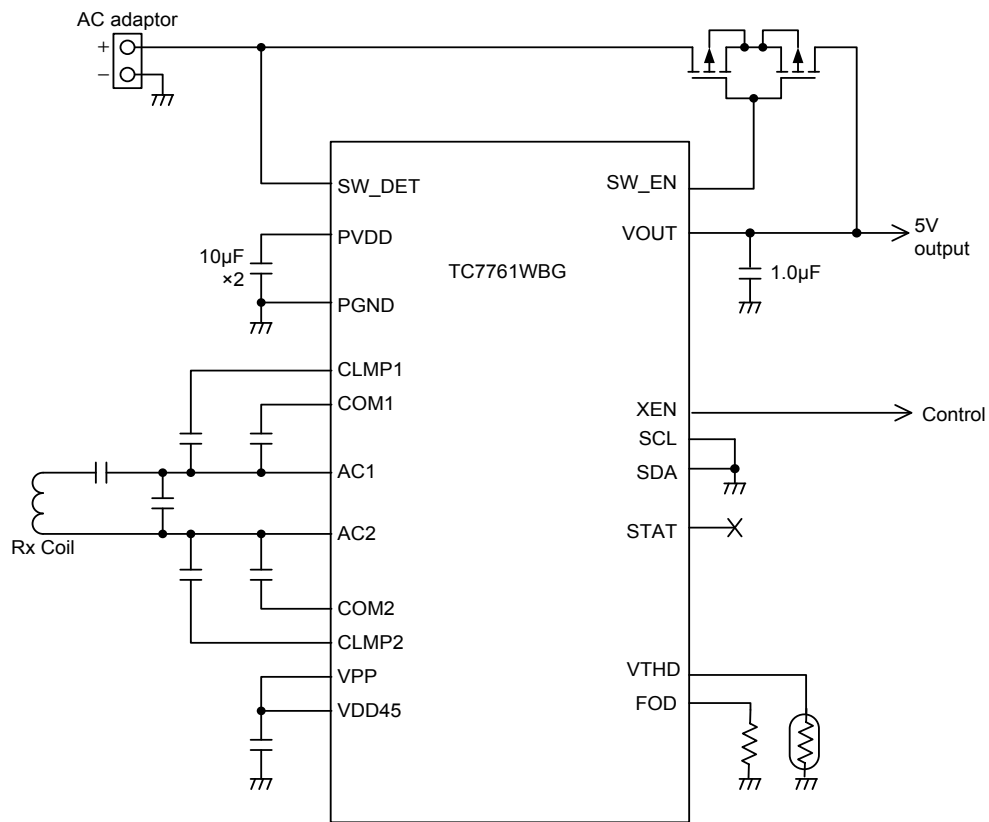 AC adaptor
+
−
SW_DET
SW_EN
PVDD
VOUT
5V
output
10µF
×2
TC7761WBG
1.0µF
PGND
CLMP1
COM1
XEN
Control
SCL
AC1
SDA
AC2
STAT
Rx Coil
COM2
CLMP2
VPP
VTHD
VDD45
FOD